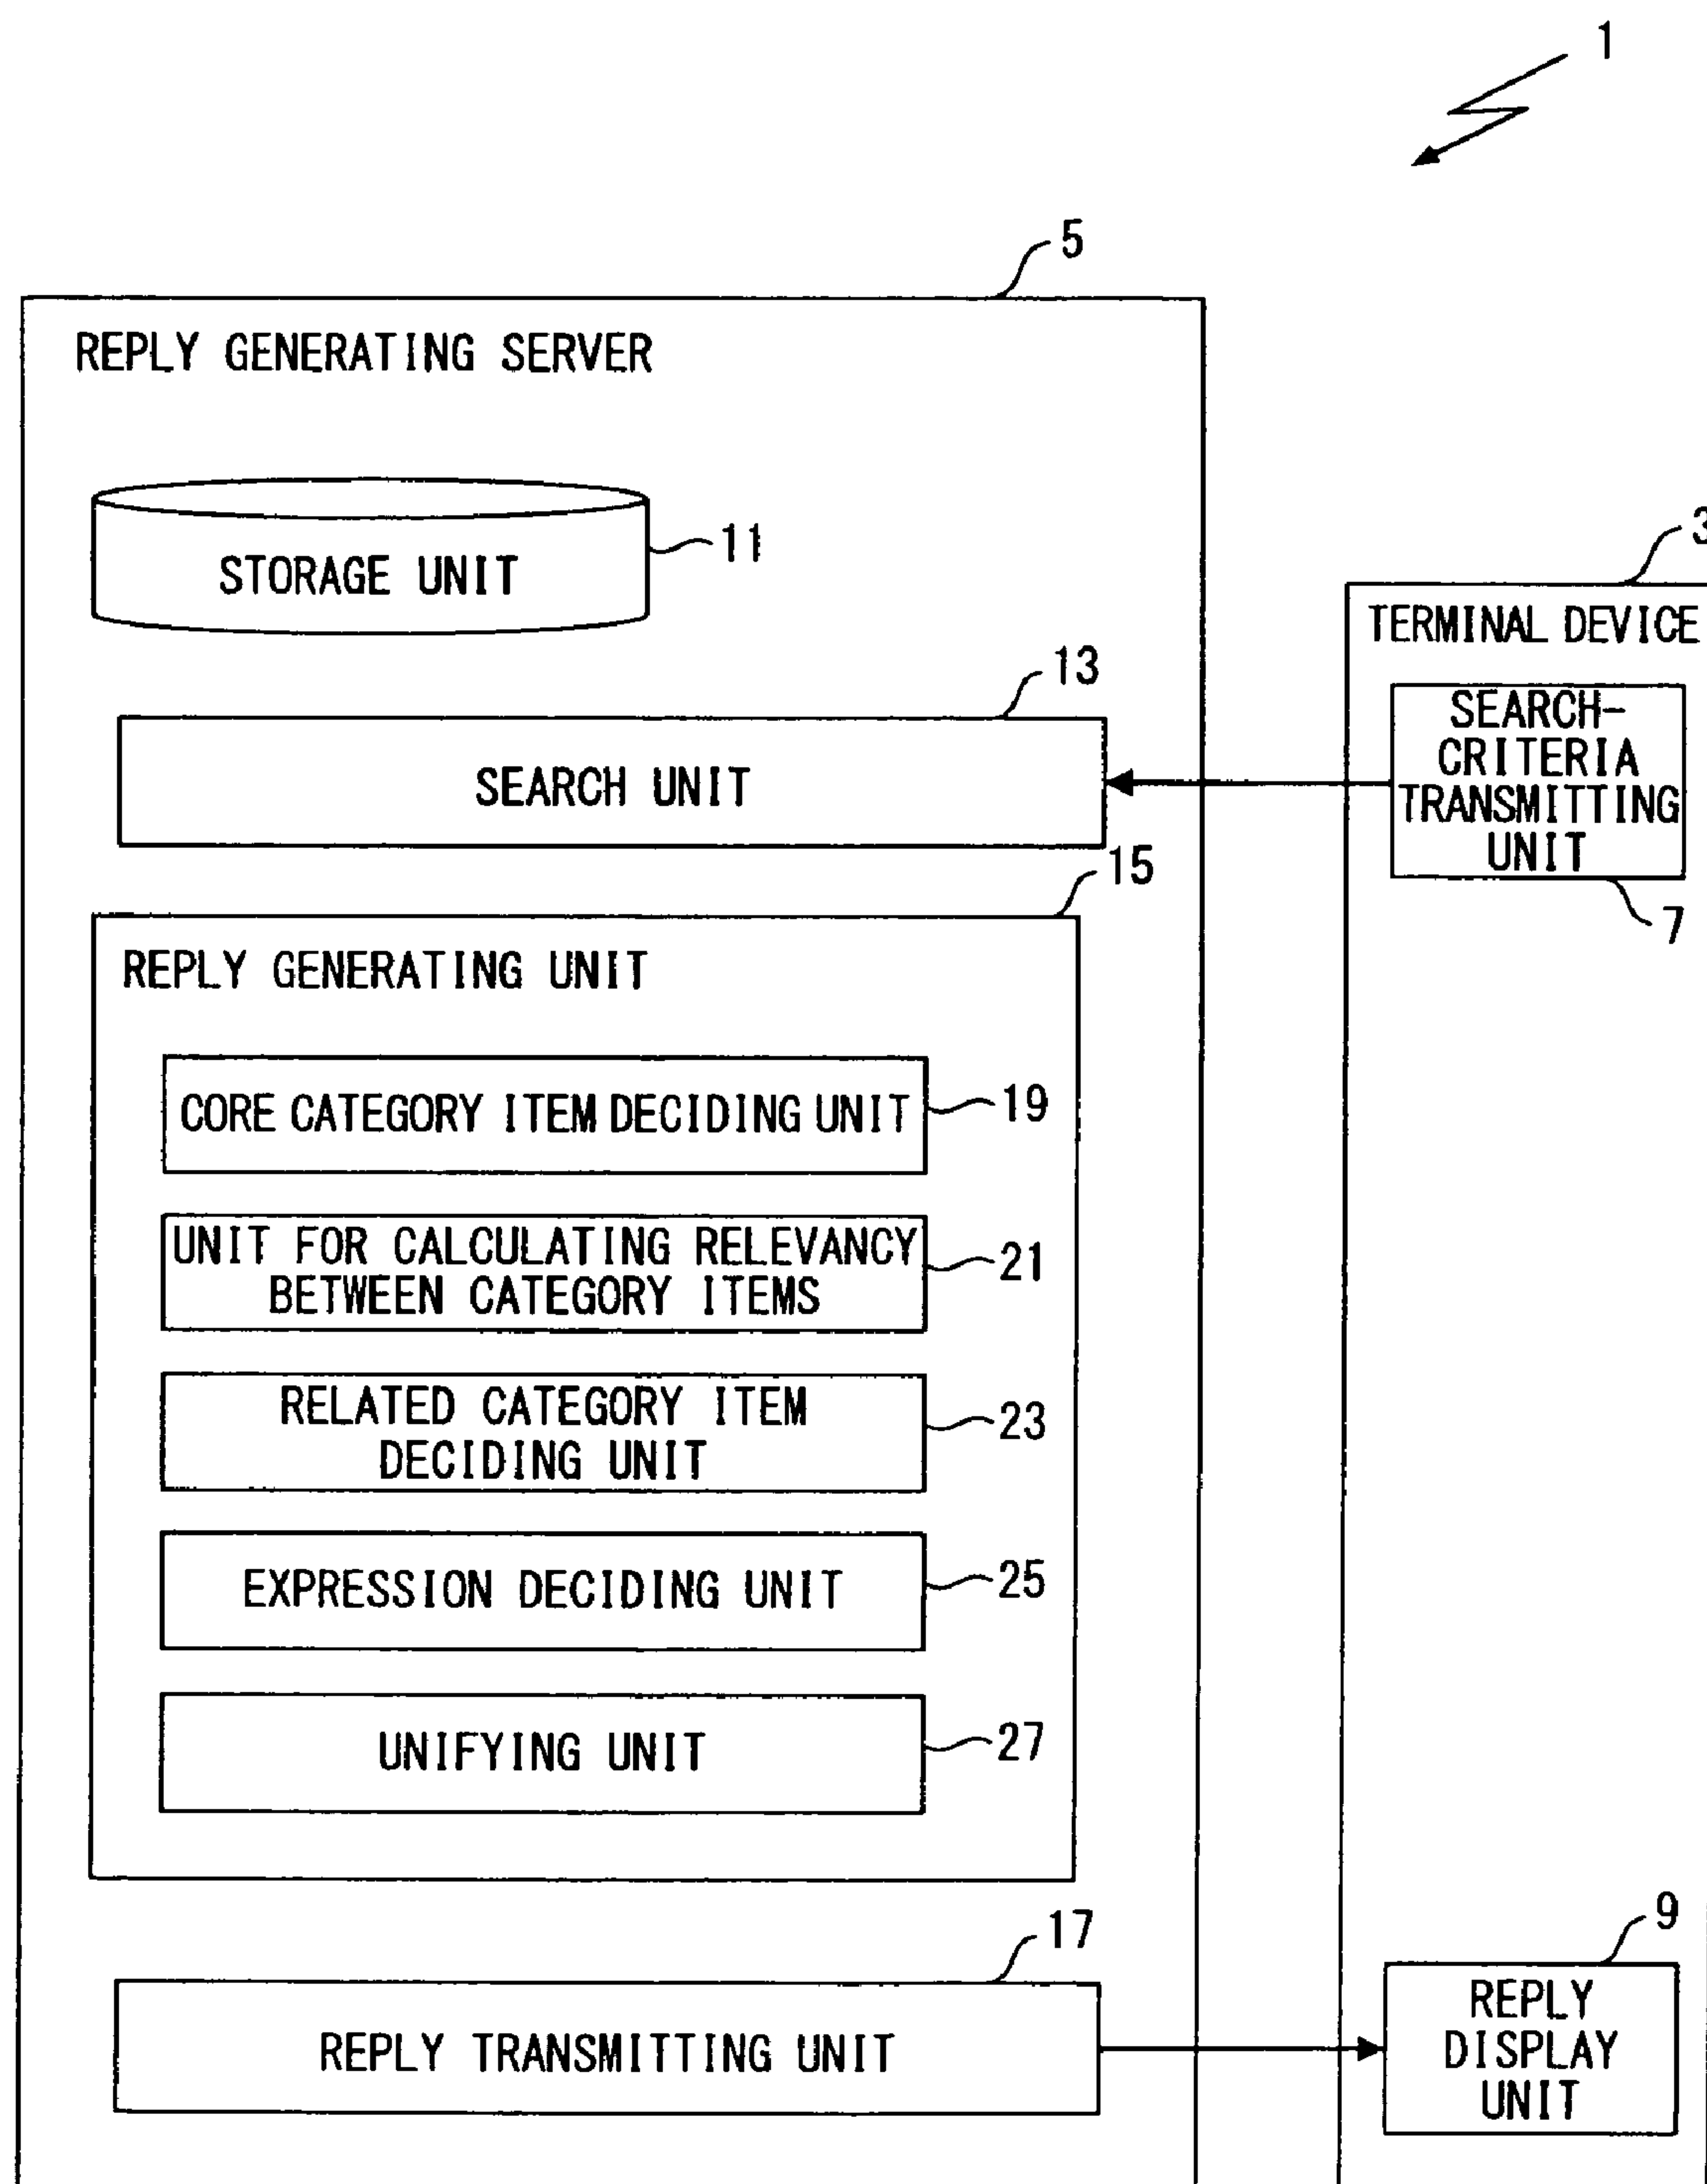 1
5
REPLY GENERATING SERVER
STORAGE UNIT
11
3
TERMINAL DEVICE
13
SEARCH UNIT
SEARCH-
CRITERIA
TRANSMITTING
UNIT
7
15
REPLY GENERATING UNIT
CORE CATEGORY ITEM DECIDING UNIT
19
UNIT FOR CALCULATING RELEVANCY
BETWEEN CATEGORY ITEMS
21
RELATED CATEGORY ITEM
DECIDING UNIT
23
EXPRESSION DECIDING UNIT
25
UNIFYING UNIT
27
17
REPLY TRANSMITTING UNIT
9
REPLY
DISPLAY
UNIT